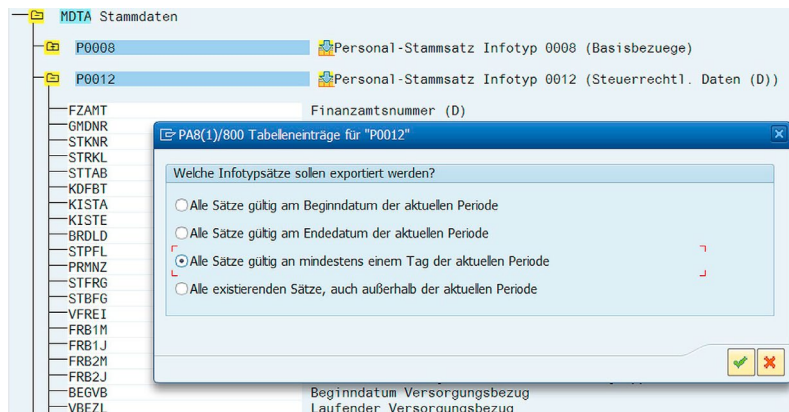 MDTA Stammdaten
P0008 Personal-Stammsatz Infotyp 0008 (Basisbezuege)
P0012 Personal-Stammsatz Infotyp 0012 (Steuerrechtl. Daten (D))
FZAMT Finanzamtsnummer (D)
GMDNR
STKNR
STRKL
STTAB
KDFBT
KISTA
KISTE
BRDLD
STPFL
PRMNZ
STFRG
STBFG
VFREI
FRB1M
FRB1J
FRB2M
FRB2J
BEGVB Beginndatum Versorgungsbezug
VBEZL Laufender Versorgungsbezug
PA8(1)/800 Tabelleneinträge für "P0012"
Welche Infotypsätze sollen exportiert werden?
Alle Sätze gültig am Beginndatum der aktuellen Periode
Alle Sätze gültig am Endedatum der aktuellen Periode
Alle Sätze gültig an mindestens einem Tag der aktuellen Periode
Alle existierenden Sätze, auch außerhalb der aktuellen Periode